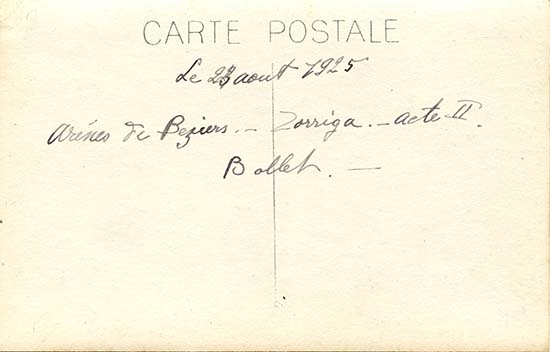 CARTE POSTALE
Le 23 aout 1925
Arènes de Beziers. - Zorriga. - acte II.
Ballet. -